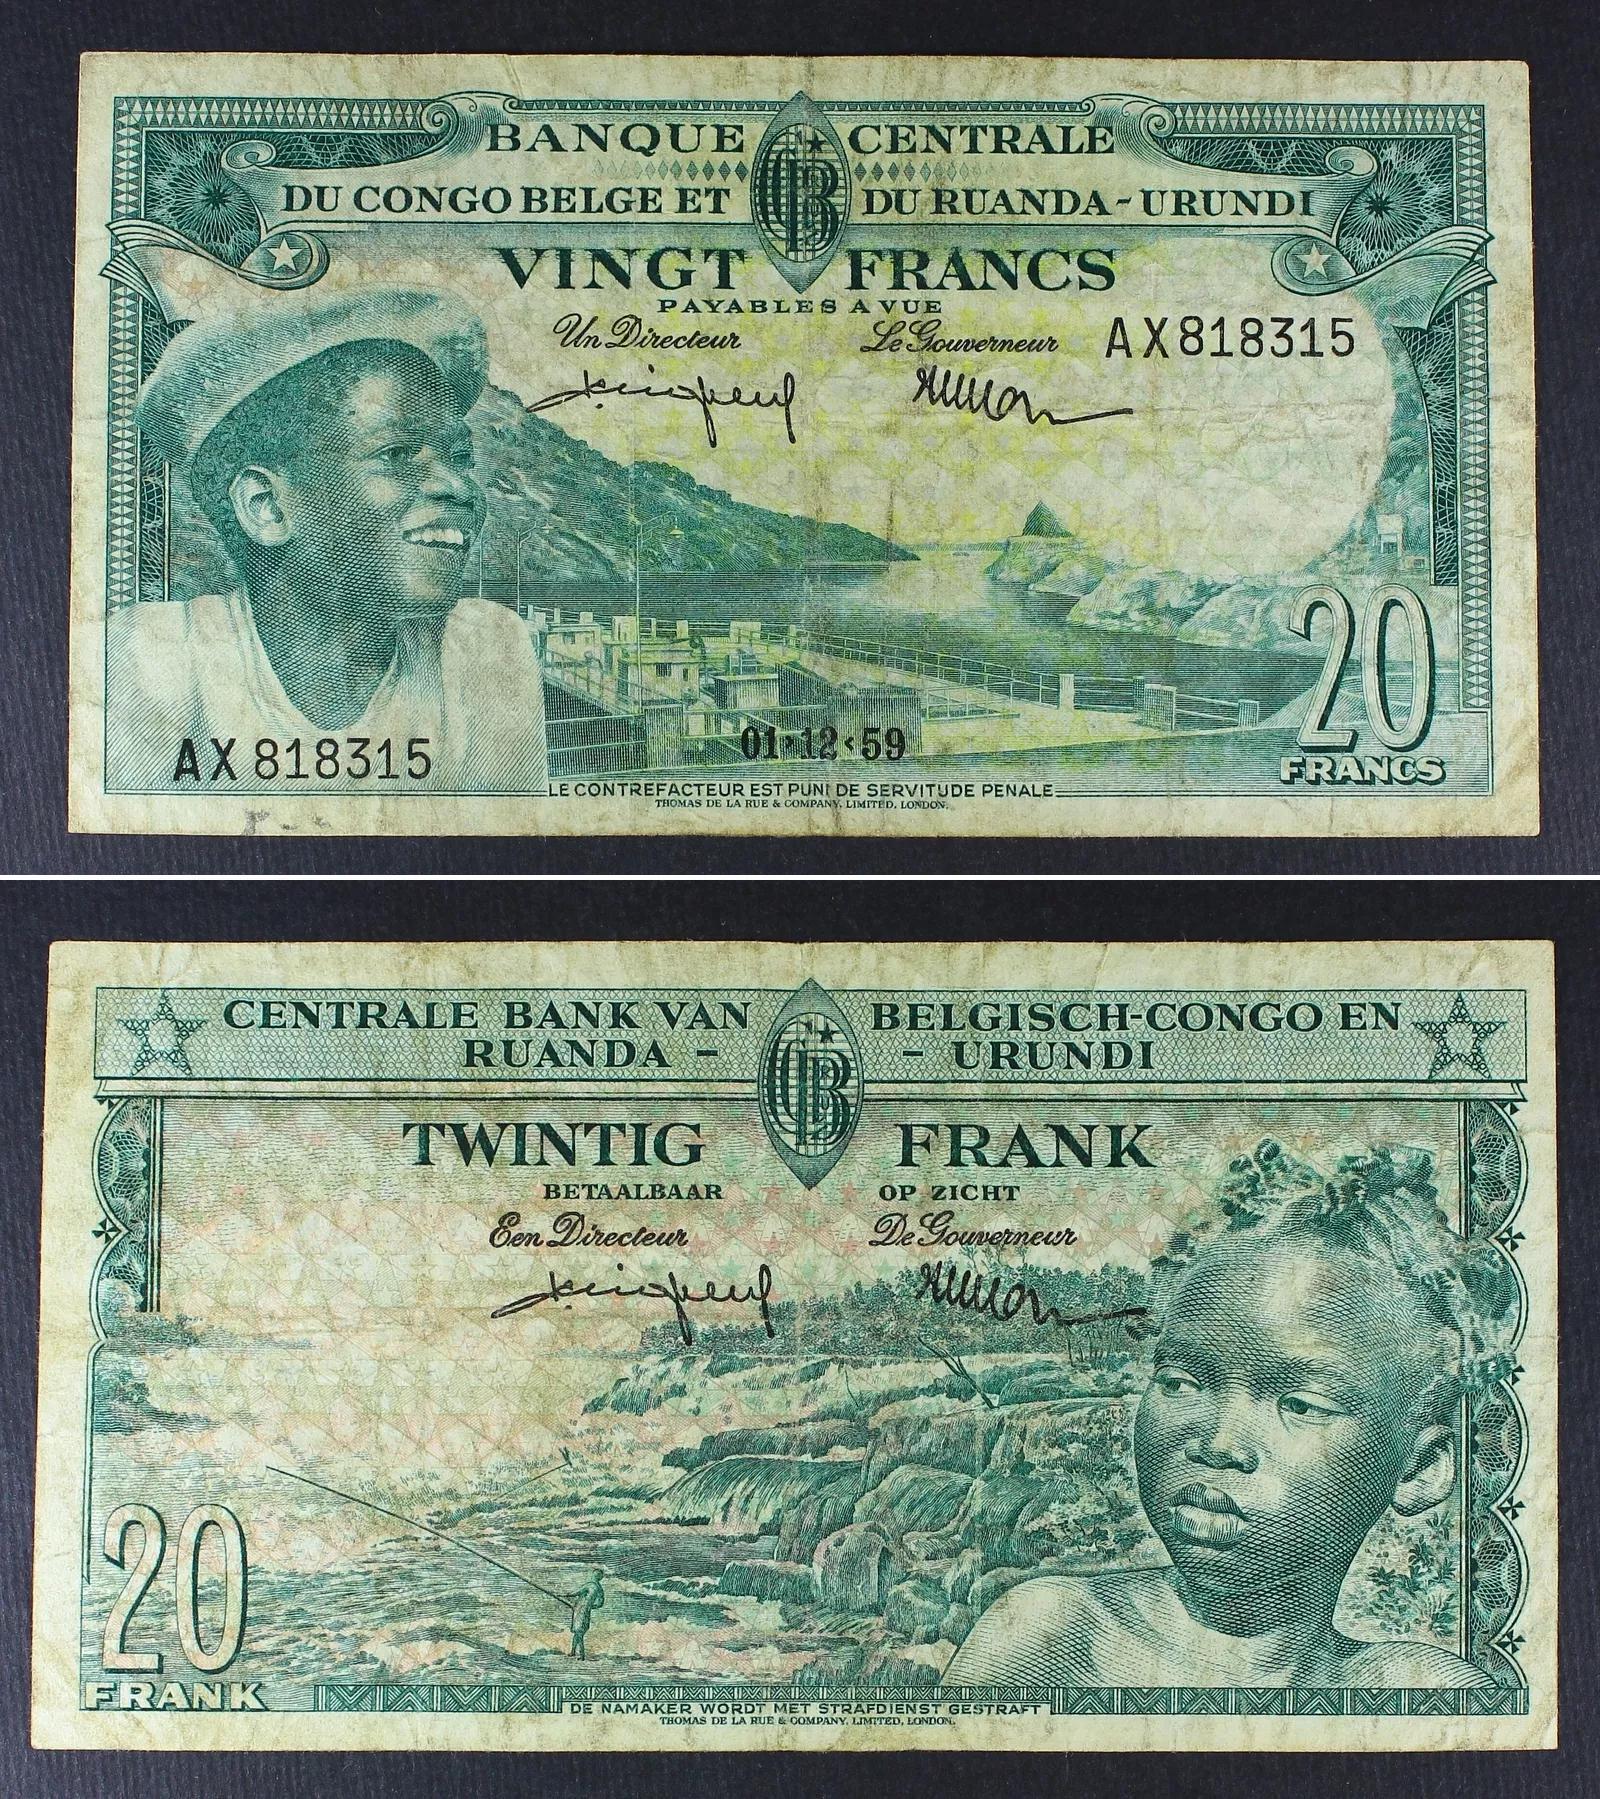 BANQUE CENTRALE
DU CONGO BELGE ET DU RUANDA-URUNDI
VINGT FRANCS
PAYABLES A VUE
Un Directeur Le Gouverneur
AX818315
20
FRANCS
AX818315
01-12-59
LE CONTREFACTEUR EST PUNI DE SERVITUDE PENALE
THOMAS DE LA RUE & COMPANY, LIMITED, LONDON.
CENTRALE BANK VAN BELGISCH-CONGO EN
RUANDA - - URUNDI
TWINTIG FRANK
BETAALBAAR OP ZICHT
Een Directeur De Gouverneur
20
FRANK
DE NAMAKER WORDT MET STRAFDIENST GESTRAFT
THOMAS DE LA RUE & COMPANY, LIMITED, LONDON.